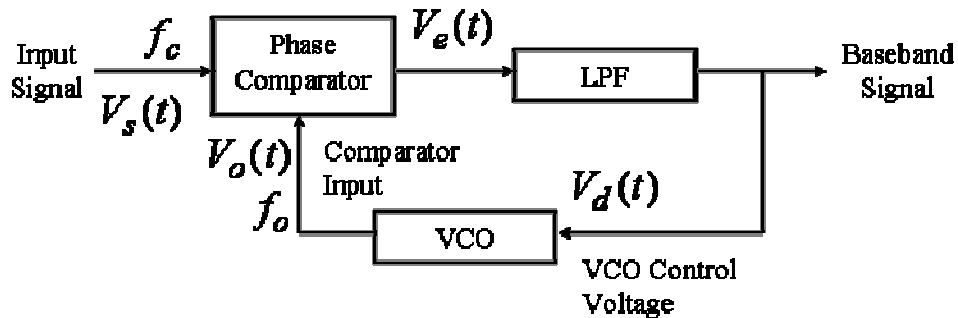 Input
Signal
f_c
V_s(t)
Phase
Comparator
V_e(t)
LPF
Baseband
Signal
V_o(t)
f_o
Comparator
Input
V_d(t)
VCO
VCO Control
Voltage